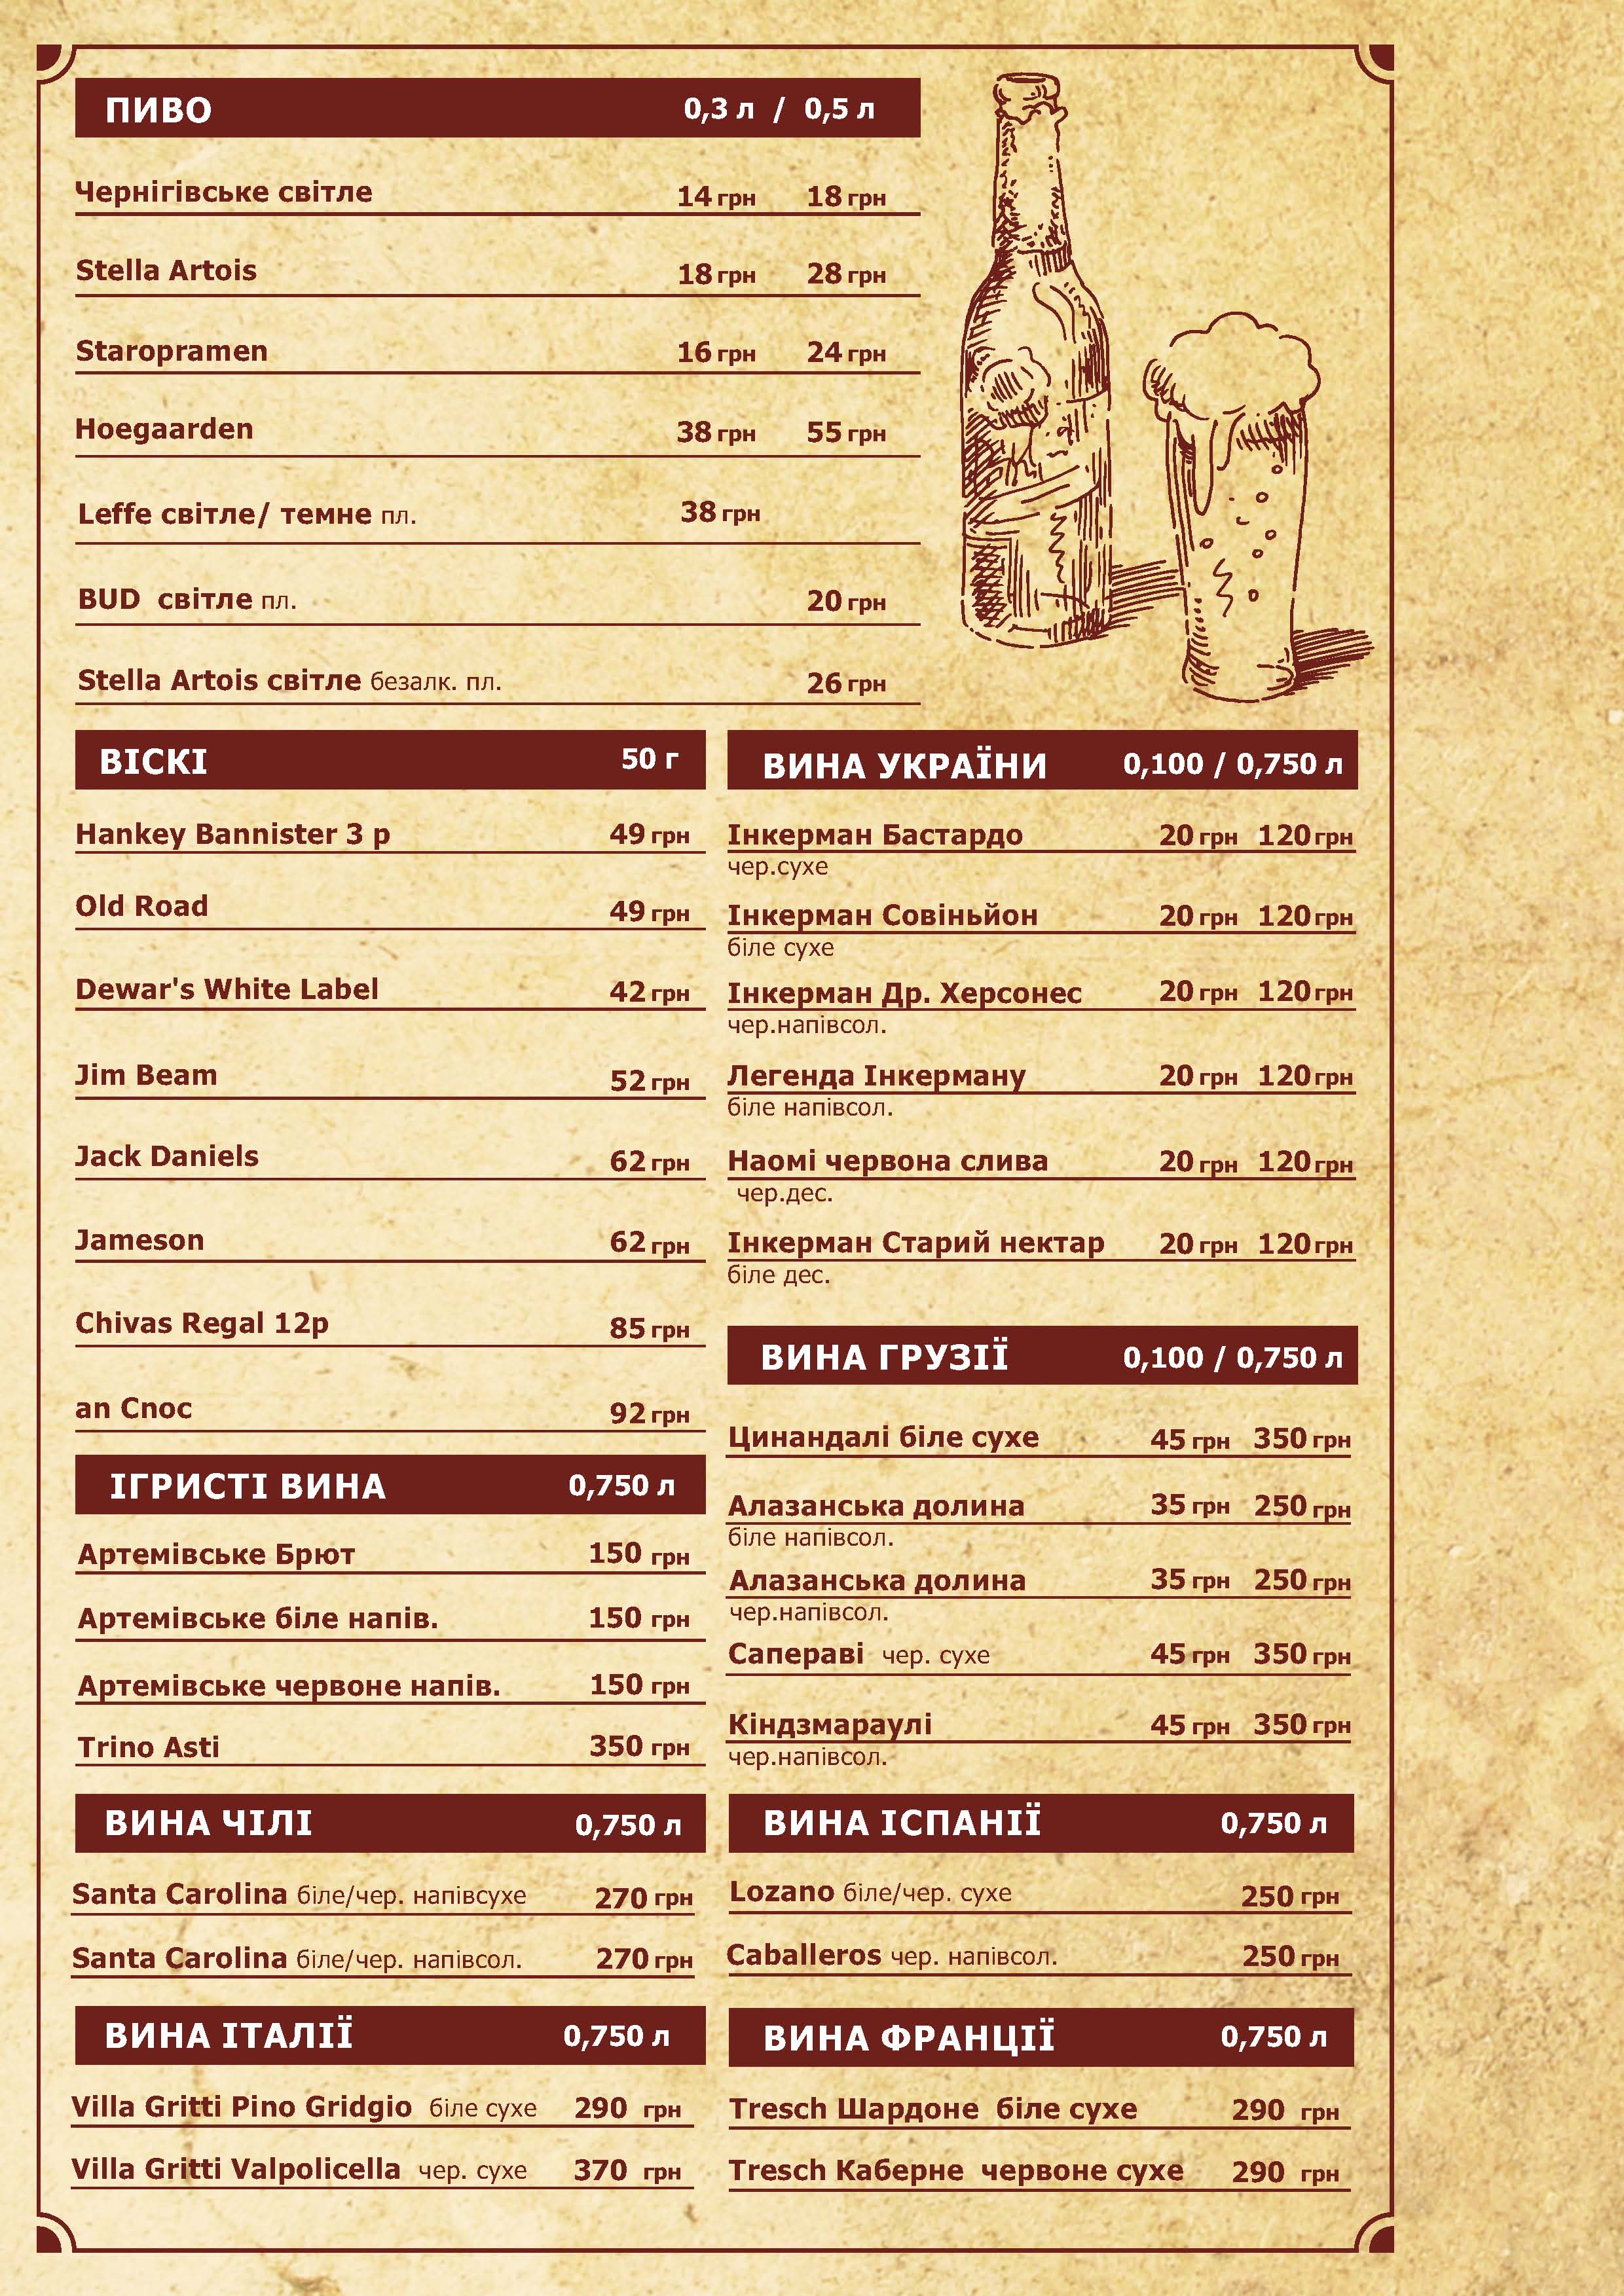 ПИВО 0,3 л / 0,5 л
Чернігівське світле 14 грн 18 грн
Stella Artois 18 грн 28 грн
Staropramen 16 грн 24 грн
Hoegaarden 38 грн 55 грн
Leffe світле/ темне пл. 38 грн
BUD світле пл. 20 грн
Stella Artois світле безалк. пл. 26 грн
ВІСКІ 50 г
Hankey Bannister 3 р 49 грн
Old Road 49 грн
Dewar's White Label 42 грн
Jim Beam 52 грн
Jack Daniels 62 грн
Jameson 62 грн
Chivas Regal 12р 85 грн
an Cnoc 92 грн
ІГРИСТІ ВИНА 0,750 л
Артемівське Брют 150 грн
Артемівське біле напів. 150 грн
Артемівське червоне напів. 150 грн
Trino Asti 350 грн
ВИНА ЧІЛІ 0,750 л
Santa Carolina біле/чер. напівсухе 270 грн
Santa Carolina біле/чер. напівсол. 270 грн
ВИНА ІТАЛІЇ 0,750 л
Villa Gritti Pino Gridgio біле сухе 290 грн
Villa Gritti Valpolicella чер. сухе 370 грн
ВИНА УКРАЇНИ 0,100 / 0,750 л
Інкерман Бастардо 20 грн 120 грн
чер.сухе
Інкерман Совіньйон 20 грн 120 грн
біле сухе
Інкерман Др. Херсонес 20 грн 120 грн
чер.напівсол.
Легенда Інкерману 20 грн 120 грн
біле напівсол.
Наомі червона слива 20 грн 120 грн
чер.дес.
Інкерман Старий нектар 20 грн 120 грн
біле дес.
ВИНА ГРУЗІЇ 0,100 / 0,750 л
Цинандалі біле сухе 45 грн 350 грн
Алазанська долина 35 грн 250 грн
біле напівсол.
Алазанська долина 35 грн 250 грн
чер.напівсол.
Сапераві чер. сухе 45 грн 350 грн
Кіндзмараулі 45 грн 350 грн
чер.напівсол.
ВИНА ІСПАНІЇ 0,750 л
Lozano біле/чер. сухе 250 грн
Caballeros чер. напівсол. 250 грн
ВИНА ФРАНЦІЇ 0,750 л
Tresch Шардоне біле сухе 290 грн
Tresch Каберне червоне сухе 290 грн